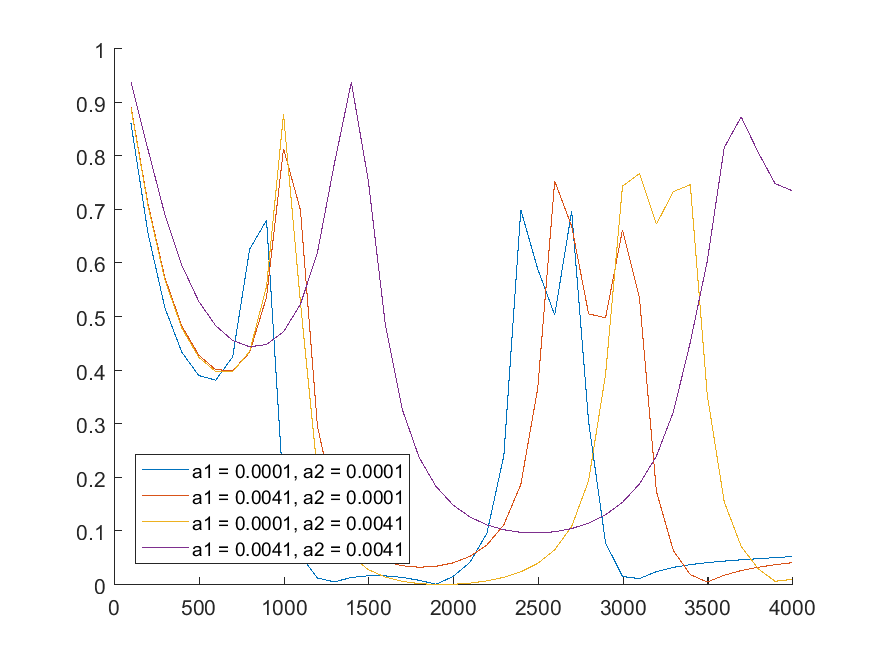 1
0.9
0.8
0.7
0.6
0.5
0.4
0.3
0.2
0.1
0
a1 = 0.0001, a2 = 0.0001
a1 = 0.0041, a2 = 0.0001
a1 = 0.0001, a2 = 0.0041
a1 = 0.0041, a2 = 0.0041
0 500 1000 1500 2000 2500 3000 3500 4000